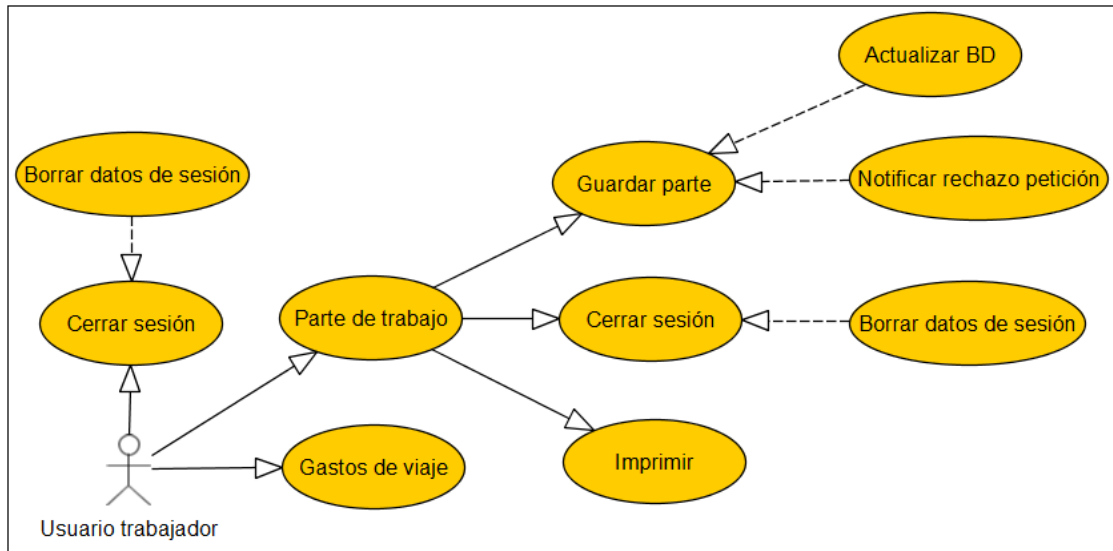 Actualizar BD
Borrar datos de sesión
Guardar parte
Notificar rechazo petición
Cerrar sesión
Parte de trabajo
Cerrar sesión
Borrar datos de sesión
Gastos de viaje
Imprimir
Usuario trabajador